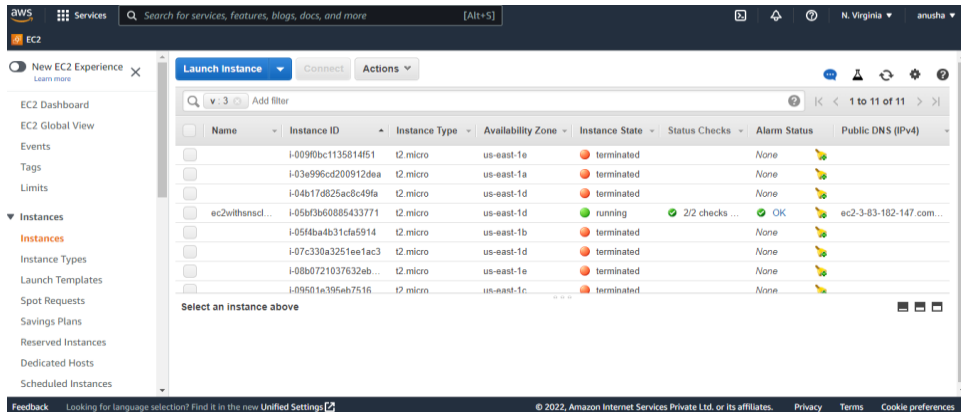 aws Services Search for services, features, blogs, docs, and more [Alt+S] N. Virginia ▼ anusha ▼
EC2
New EC2 Experience
Learn more
EC2 Dashboard
EC2 Global View
Events
Tags
Limits
▼ Instances
Instances
Instance Types
Launch Templates
Spot Requests
Savings Plans
Reserved Instances
Dedicated Hosts
Scheduled Instances
Launch Instance Connect Actions
v : 3 Add filter 1 to 11 of 11
Name Instance ID Instance Type Availability Zone Instance State Status Checks Alarm Status Public DNS (IPv4)
i-009f0bc1135814f51 t2.micro us-east-1e terminated None
i-03e996cd200912dea t2.micro us-east-1a terminated None
i-04b17d825ac8c49fa t2.micro us-east-1d terminated None
ec2withsnscl... i-05bf3b60885433771 t2.micro us-east-1d running 2/2 checks ... OK ec2-3-83-182-147.com...
i-05f4ba4b31cfa5914 t2.micro us-east-1b terminated None
i-07c330a3251ee1ac3 t2.micro us-east-1d terminated None
i-08b0721037632eb... t2.micro us-east-1e terminated None
i-09501e395eb7516 t2.micro us-east-1c terminated None
Select an instance above
Feedback Looking for language selection? Find it in the new Unified Settings © 2022, Amazon Internet Services Private Ltd. or its affiliates. Privacy Terms Cookie preferences